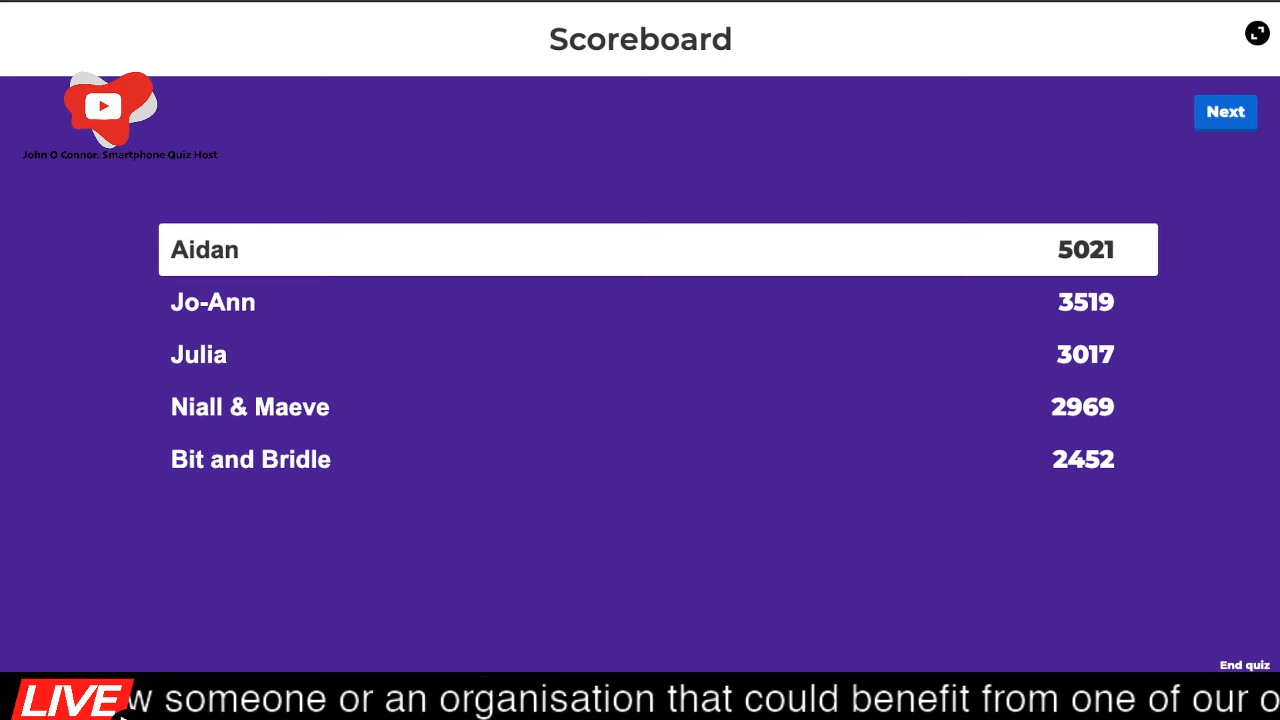 Scoreboard
Next
John O Connor. Smartphone Quiz Host
Aidan 5021
Jo-Ann 3519
Julia 3017
Niall & Maeve 2969
Bit and Bridle 2452
End quiz
LIVE someone or an organisation that could benefit from one of our